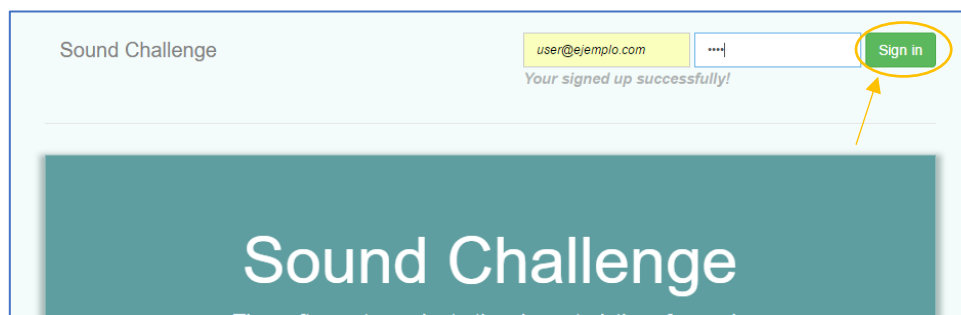 Sound Challenge
user@ejemplo.com
••••
Sign in
Your signed up successfully!
Sound Challenge